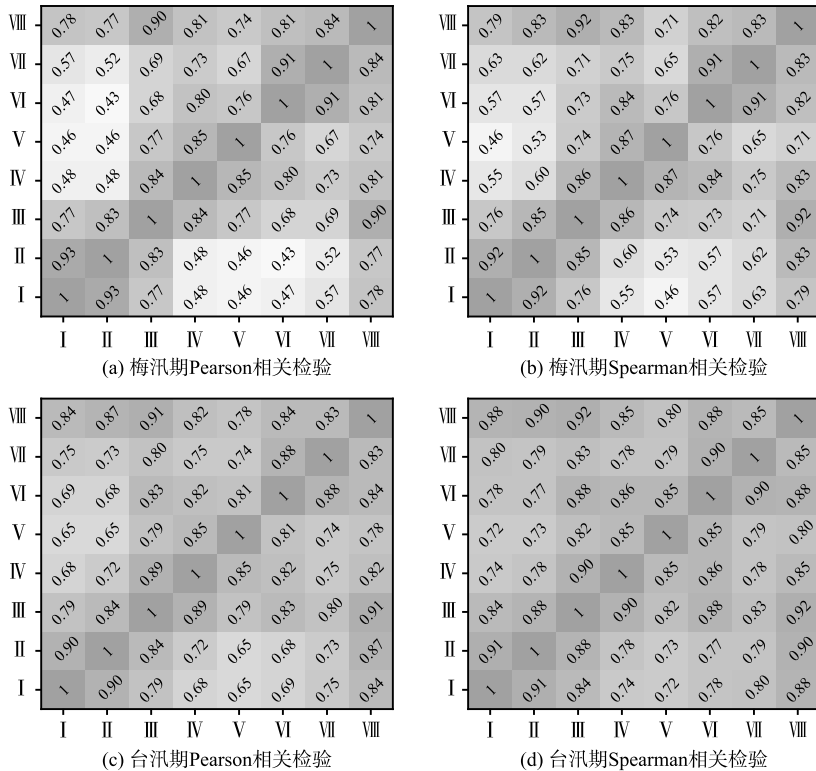 VIII 0.78 0.77 0.90 0.81 0.74 0.81 0.84 1
VII 0.57 0.52 0.69 0.73 0.67 0.91 1 0.84
VI 0.47 0.43 0.68 0.80 0.76 1 0.91 0.81
V 0.46 0.46 0.77 0.85 1 0.76 0.67 0.74
IV 0.48 0.48 0.84 1 0.85 0.80 0.73 0.81
III 0.77 0.83 1 0.84 0.77 0.68 0.69 0.90
II 0.93 1 0.83 0.48 0.46 0.43 0.52 0.77
I 1 0.93 0.77 0.48 0.46 0.47 0.57 0.78
I II III IV V VI VII VIII
(a) 梅汛期Pearson相关检验
VIII 0.79 0.83 0.92 0.83 0.71 0.82 0.83 1
VII 0.63 0.62 0.71 0.75 0.65 0.91 1 0.83
VI 0.57 0.57 0.73 0.84 0.76 1 0.91 0.82
V 0.46 0.53 0.74 0.87 1 0.76 0.65 0.71
IV 0.55 0.60 0.86 1 0.87 0.84 0.75 0.83
III 0.76 0.85 1 0.86 0.74 0.73 0.71 0.92
II 0.92 1 0.85 0.60 0.53 0.57 0.62 0.83
I 1 0.92 0.76 0.55 0.46 0.57 0.63 0.79
I II III IV V VI VII VIII
(b) 梅汛期Spearman相关检验
VIII 0.84 0.87 0.91 0.82 0.78 0.84 0.83 1
VII 0.75 0.73 0.80 0.75 0.74 0.88 1 0.83
VI 0.69 0.68 0.83 0.82 0.81 1 0.88 0.84
V 0.65 0.65 0.79 0.85 1 0.81 0.74 0.78
IV 0.68 0.72 0.89 1 0.85 0.82 0.75 0.82
III 0.79 0.84 1 0.89 0.79 0.83 0.80 0.91
II 0.90 1 0.84 0.72 0.65 0.68 0.73 0.87
I 1 0.90 0.79 0.68 0.65 0.69 0.75 0.84
I II III IV V VI VII VIII
(c) 台汛期Pearson相关检验
VIII 0.88 0.90 0.92 0.85 0.80 0.88 0.85 1
VII 0.80 0.79 0.83 0.78 0.79 0.90 1 0.85
VI 0.78 0.77 0.88 0.86 0.85 1 0.90 0.88
V 0.72 0.73 0.82 0.85 1 0.85 0.79 0.80
IV 0.74 0.78 0.90 1 0.85 0.86 0.78 0.85
III 0.84 0.88 1 0.90 0.82 0.88 0.83 0.92
II 0.91 1 0.88 0.78 0.73 0.77 0.79 0.90
I 1 0.91 0.84 0.74 0.72 0.78 0.80 0.88
I II III IV V VI VII VIII
(d) 台汛期Spearman相关检验